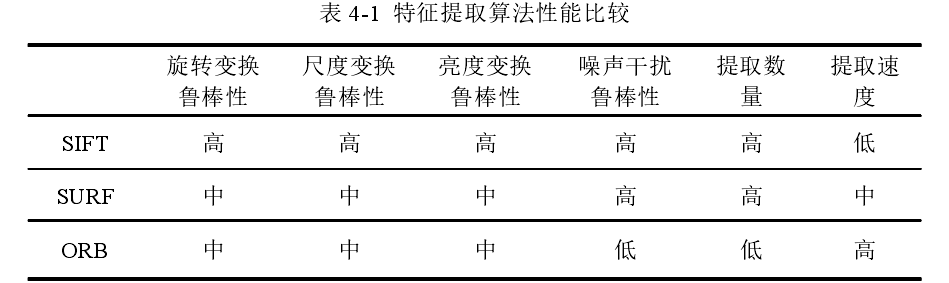 表 4-1 特征提取算法性能比较
旋转变换 尺度变换 亮度变换 噪声干扰 提取数 提取速
鲁棒性 鲁棒性 鲁棒性 鲁棒性 量 度
SIFT 高 高 高 高 高 低
SURF 中 中 中 高 高 中
ORB 中 中 中 低 低 高